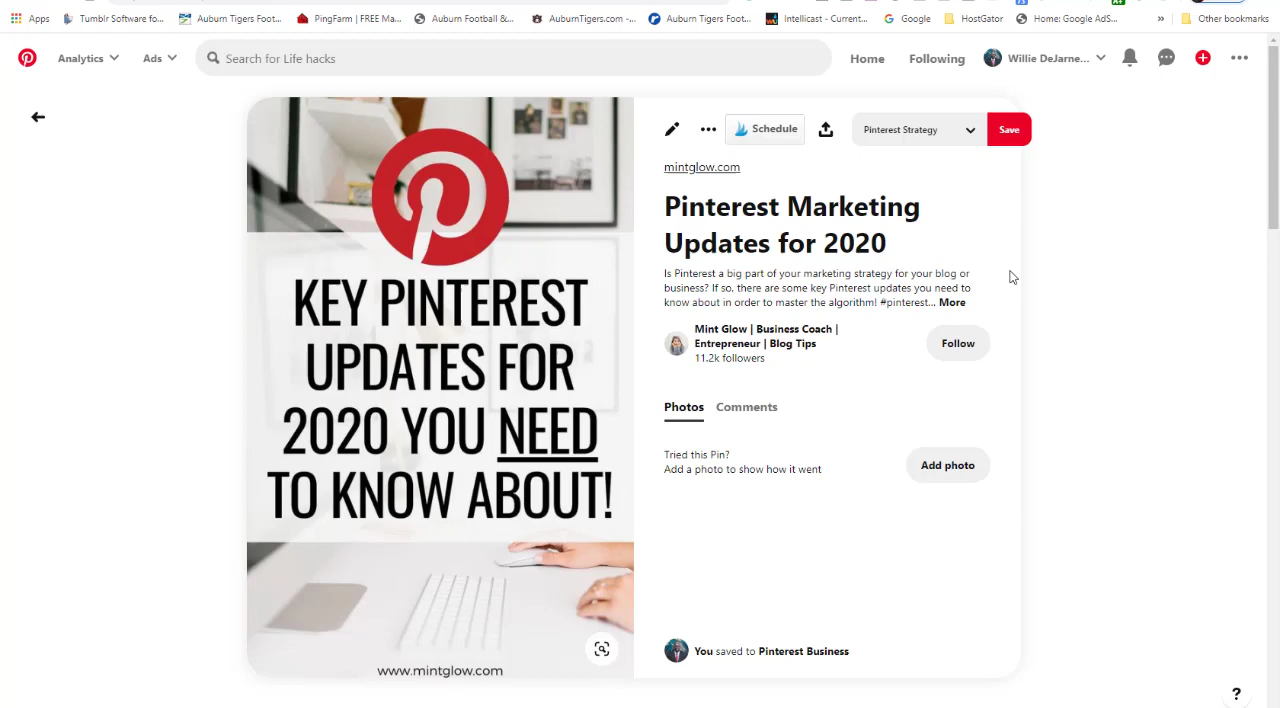 Apps
Tumblr Software fo...
Auburn Tigers Foot...
PingFarm | FREE Ma...
Auburn Football &...
AuburnTigers.com -...
Auburn Tigers Foot...
Intellicast - Current...
Google
HostGator
Home: Google AdS...
»
Other bookmarks
Analytics
Ads
Search for Life hacks
Home
Following
Willie DeJarne...
Schedule
Pinterest Strategy
Save
mintglow.com
Pinterest Marketing
Updates for 2020
Is Pinterest a big part of your marketing strategy for your blog or
business? If so, there are some key Pinterest updates you need to
know about in order to master the algorithm! #pinterest... More
Mint Glow | Business Coach |
Entrepreneur | Blog Tips
11.2k followers
Follow
Photos
Comments
Tried this Pin?
Add a photo to show how it went
Add photo
You saved to Pinterest Business
KEY PINTEREST
UPDATES FOR
2020 YOU NEED
TO KNOW ABOUT!
www.mintglow.com
?